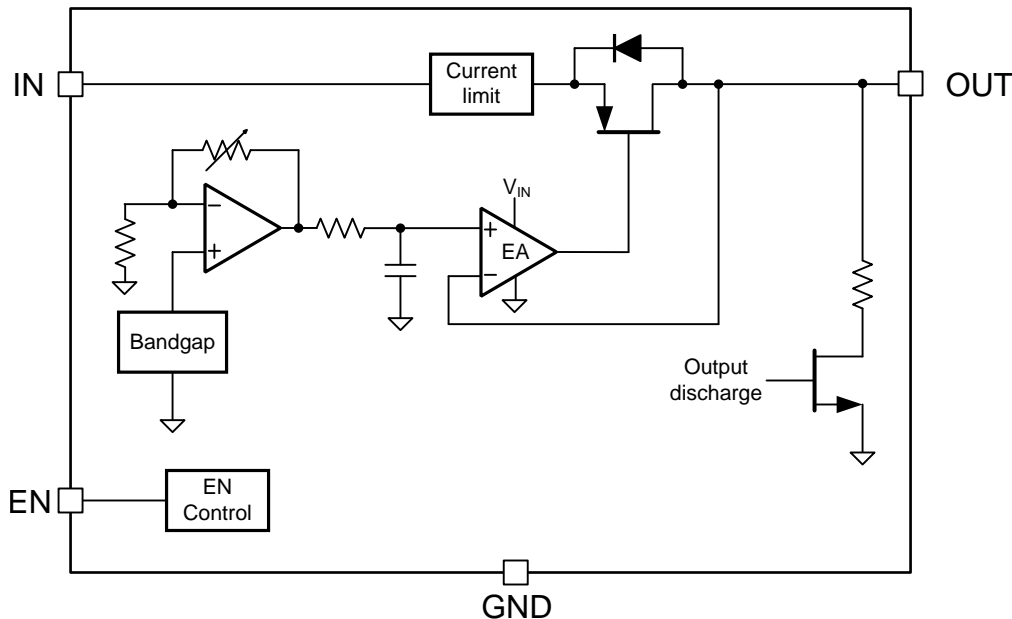 IN
Current
limit
OUT
V_IN
−
+
+
EA
−
Bandgap
Output
discharge
EN
EN
Control
GND